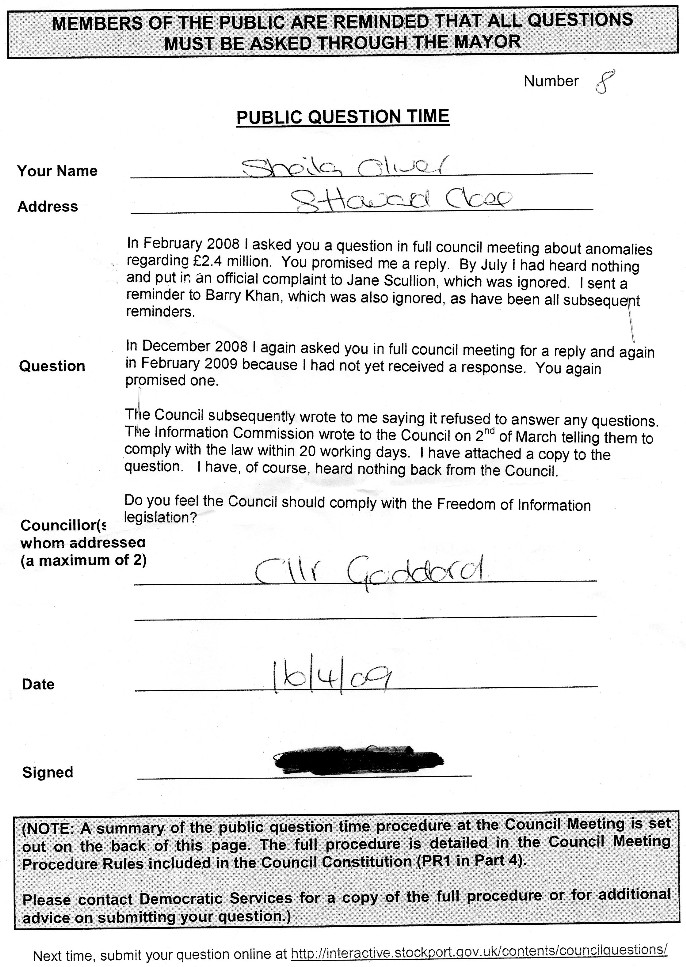 MEMBERS OF THE PUBLIC ARE REMINDED THAT ALL QUESTIONS
MUST BE ASKED THROUGH THE MAYOR
Number 8
PUBLIC QUESTION TIME
Your Name Sheila Oliver
Address 8 Haward Close
In February 2008 I asked you a question in full council meeting about anomalies
regarding £2.4 million. You promised me a reply. By July I had heard nothing
and put in an official complaint to Jane Scullion, which was ignored. I sent a
reminder to Barry Khan, which was also ignored, as have been all subsequent
reminders.
In December 2008 I again asked you in full council meeting for a reply and again
Question in February 2009 because I had not yet received a response. You again
promised one.
The Council subsequently wrote to me saying it refused to answer any questions.
The Information Commission wrote to the Council on 2nd of March telling them to
comply with the law within 20 working days. I have attached a copy to the
question. I have, of course, heard nothing back from the Council.
Do you feel the Council should comply with the Freedom of Information
legislation?
Councillor(s
whom addressed
(a maximum of 2) Cllr Goddard
Date 16/4/09
Signed
(NOTE: A summary of the public question time procedure at the Council Meeting is set
out on the back of this page. The full procedure is detailed in the Council Meeting
Procedure Rules included in the Council Constitution (PR1 in Part 4).
Please contact Democratic Services for a copy of the full procedure or for additional
advice on submitting your question.)
Next time, submit your question online at http://interactive.stockport.gov.uk/contents/councilquestions/